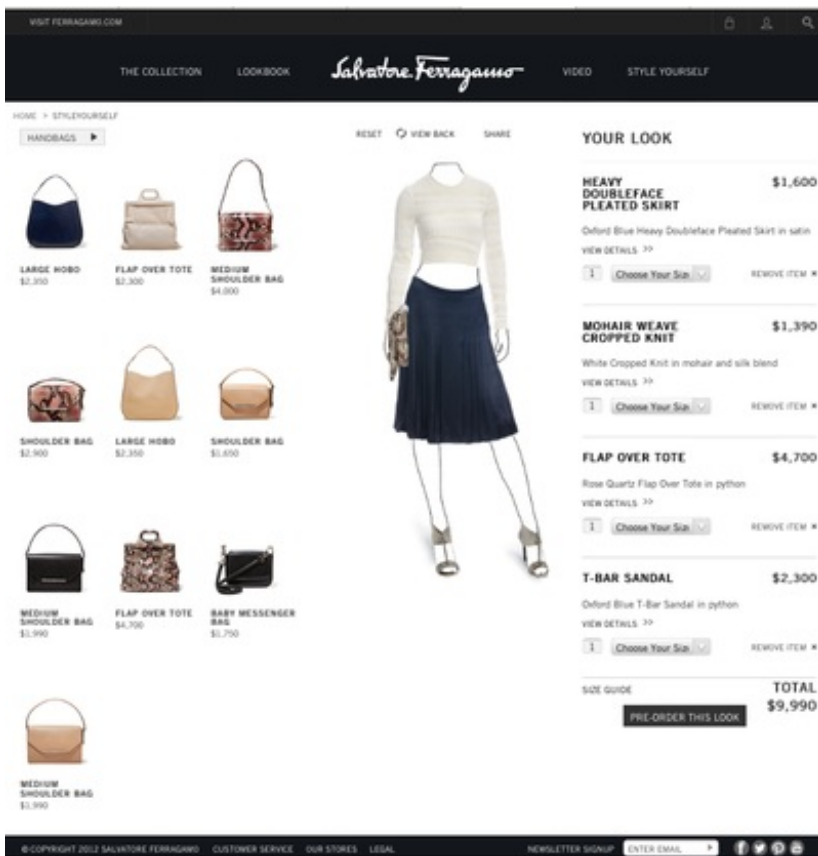 VISIT FERRAGAMO.COM
THE COLLECTION
LOOKBOOK
Salvatore Ferragamo
VIDEO
STYLE YOURSELF
HOME > STYLEYOURSELF
HANDBAGS
RESET
VIEW BACK
SHARE
LARGE HOBO
$2,350
FLAP OVER TOTE
$2,300
MEDIUM
SHOULDER BAG
$4,000
SHOULDER BAG
$2,900
LARGE HOBO
$2,350
SHOULDER BAG
$1,650
MEDIUM
SHOULDER BAG
$1,990
FLAP OVER TOTE
$4,700
BABY MESSENGER
BAG
$1,750
MEDIUM
SHOULDER BAG
$1,990
YOUR LOOK
HEAVY
DOUBLEFACE
PLEATED SKIRT
$1,600
Oxford Blue Heavy Doubleface Pleated Skirt in satin
VIEW DETAILS >>
1 Choose Your Size
REMOVE ITEM ×
MOHAIR WEAVE
CROPPED KNIT
$1,390
White Cropped Knit in mohair and silk blend
VIEW DETAILS >>
1 Choose Your Size
REMOVE ITEM ×
FLAP OVER TOTE
$4,700
Rose Quartz Flap Over Tote in python
VIEW DETAILS >>
1 Choose Your Size
REMOVE ITEM ×
T-BAR SANDAL
$2,300
Oxford Blue T-Bar Sandal in python
VIEW DETAILS >>
1 Choose Your Size
REMOVE ITEM ×
SIZE GUIDE
TOTAL
$9,990
PRE-ORDER THIS LOOK
© COPYRIGHT 2012 SALVATORE FERRAGAMO
CUSTOMER SERVICE
OUR STORES
LEGAL
NEWSLETTER SIGNUP
ENTER EMAIL